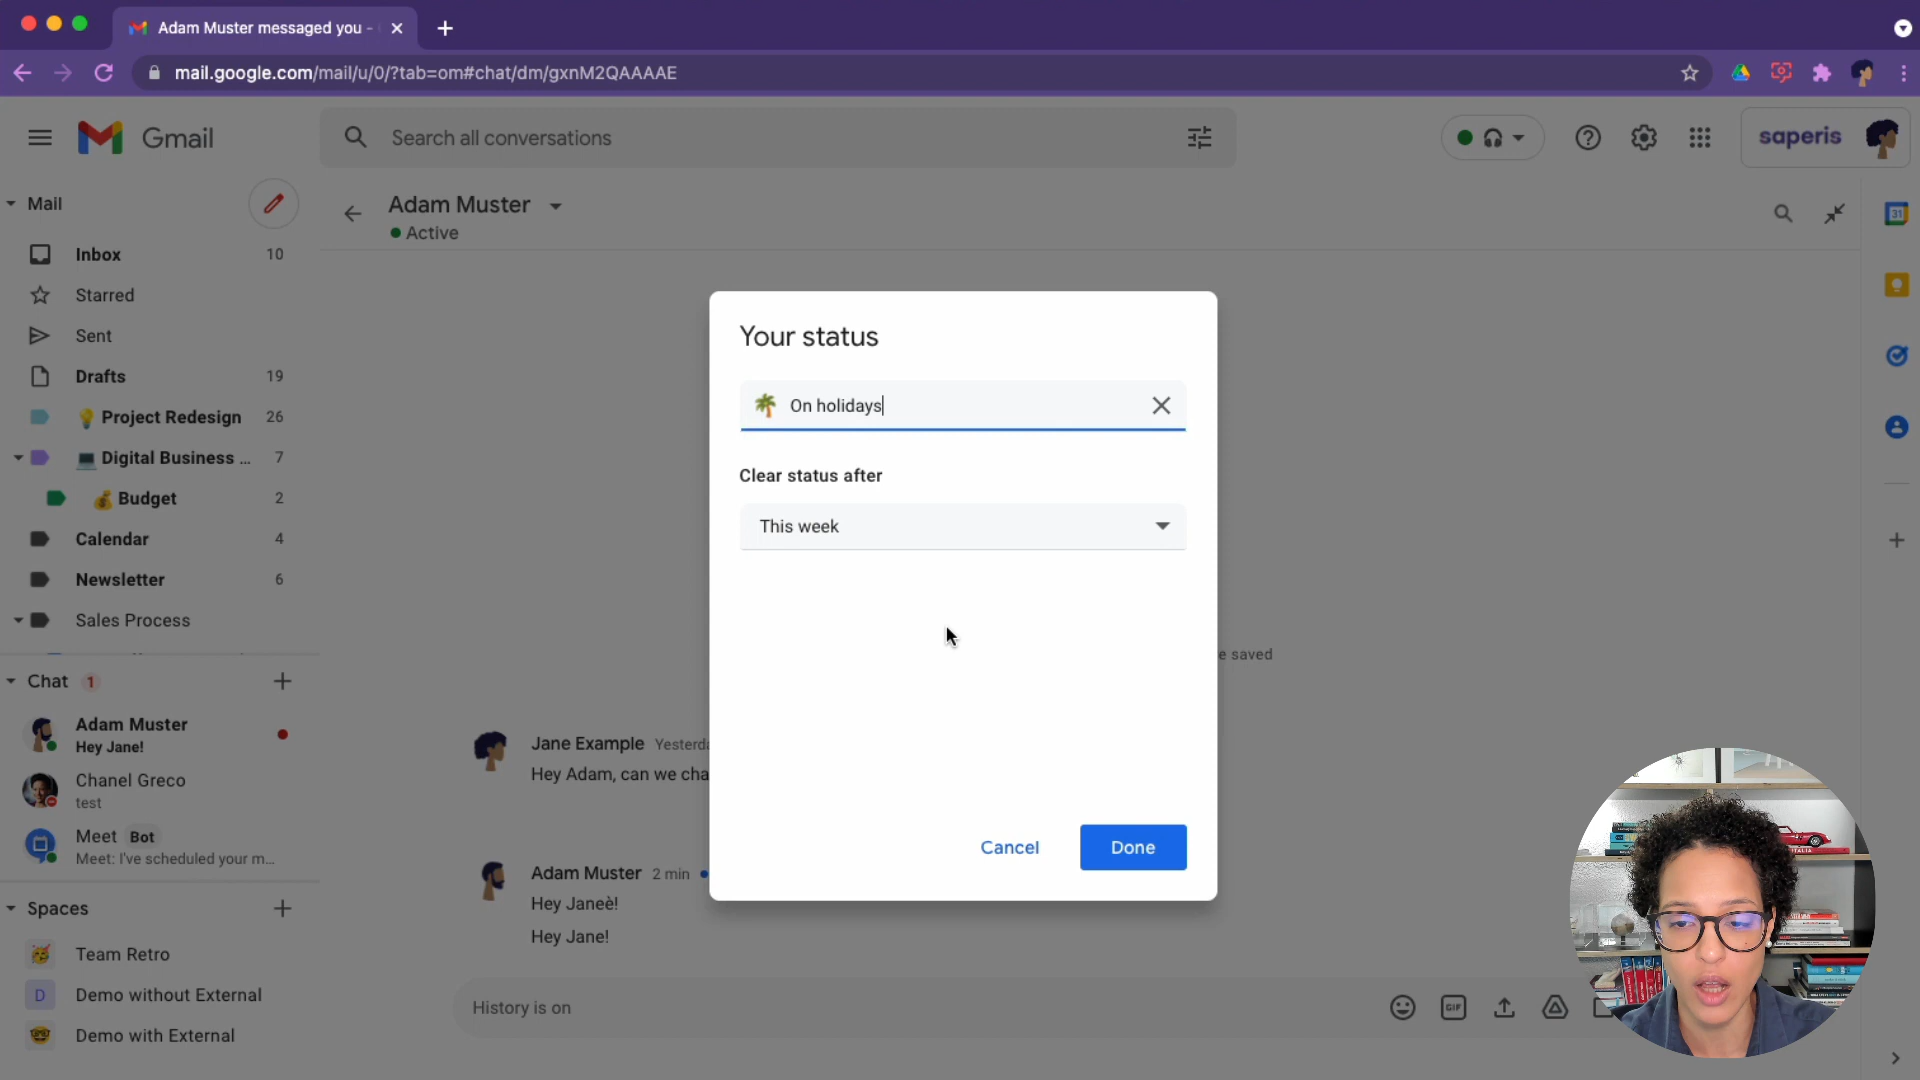 Adam Muster messaged you -
mail.google.com/mail/u/0/?tab=om#chat/dm/gxnM2QAAAAE
Gmail
Search all conversations
saperis
Mail
Inbox 10
Starred
Sent
Drafts 19
💡 Project Redesign 26
💻 Digital Business ... 7
💰 Budget 2
Calendar 4
Newsletter 6
Sales Process
Chat 1
Adam Muster
Hey Jane!
Chanel Greco
test
Meet Bot
Meet: I've scheduled your m...
Spaces
Team Retro
D Demo without External
Demo with External
Adam Muster
Active
Your status
🌴 On holidays
Clear status after
This week
Cancel
Done
e saved
Jane Example Yesterda
Hey Adam, can we cha
Adam Muster 2 min
Hey Janeè!
Hey Jane!
History is on
GIF
31
ITALIA